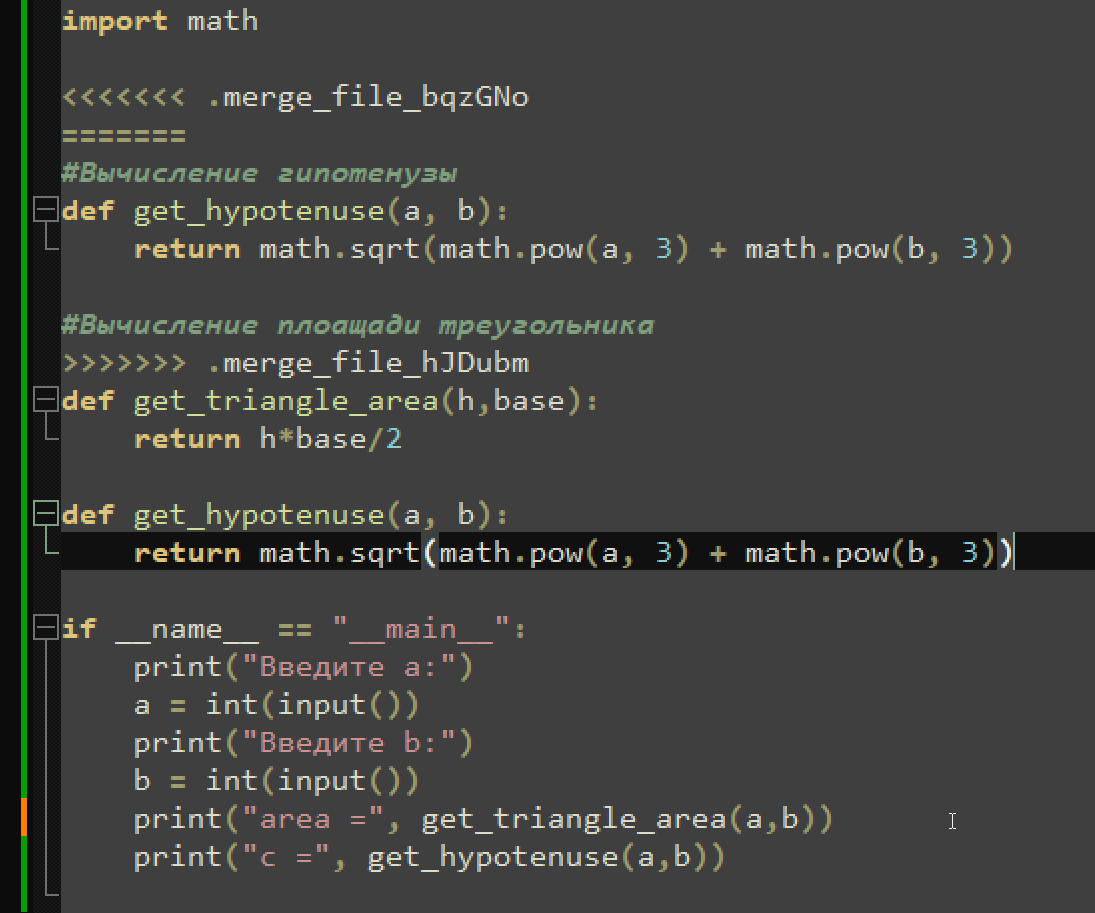 import math
<<<<<<< .merge_file_bqzGNo
=======
#Вычисление гипотенузы
def get_hypotenuse(a, b):
    return math.sqrt(math.pow(a, 3) + math.pow(b, 3))
#Вычисление плоащади треугольника
>>>>>>> .merge_file_hJDubm
def get_triangle_area(h,base):
    return h*base/2
def get_hypotenuse(a, b):
    return math.sqrt(math.pow(a, 3) + math.pow(b, 3))
if __name__ == "__main__":
    print("Введите a:")
    a = int(input())
    print("Введите b:")
    b = int(input())
    print("area =", get_triangle_area(a,b))
    print("c =", get_hypotenuse(a,b))